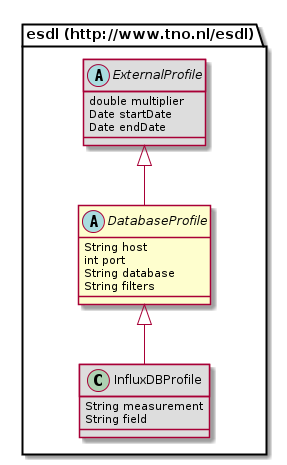 esdl (http://www.tno.nl/esdl)
A ExternalProfile
double multiplier
Date startDate
Date endDate
A DatabaseProfile
String host
int port
String database
String filters
C InfluxDBProfile
String measurement
String field